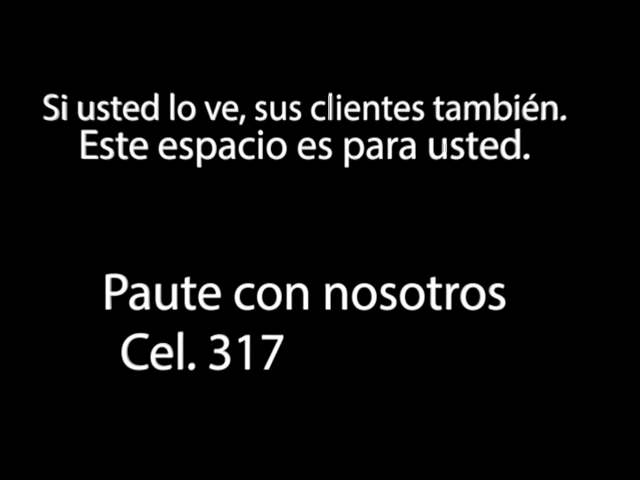 Si usted lo ve, sus clientes también.
Este espacio es para usted.
Paute con nosotros
Cel. 317